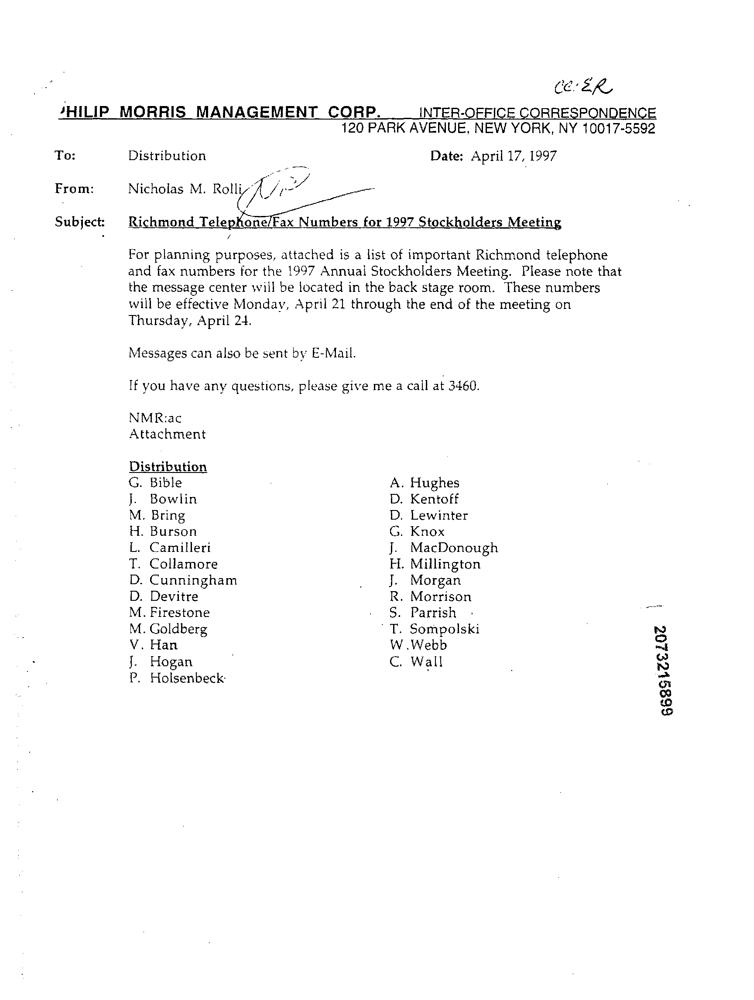 cc: ER
PHILIP MORRIS MANAGEMENT CORP. INTER-OFFICE CORRESPONDENCE
120 PARK AVENUE, NEW YORK, NY 10017-5592
To: Distribution Date: April 17, 1997
From: Nicholas M. Rolli
Subject: Richmond Telephone/Fax Numbers for 1997 Stockholders Meeting
For planning purposes, attached is a list of important Richmond telephone
and fax numbers for the 1997 Annual Stockholders Meeting. Please note that
the message center will be located in the back stage room. These numbers
will be effective Monday, April 21 through the end of the meeting on
Thursday, April 24.
Messages can also be sent by E-Mail.
If you have any questions, please give me a call at 3460.
NMR:ac
Attachment
Distribution
G. Bible
J. Bowlin
M. Bring
H. Burson
L. Camilleri
T. Collamore
D. Cunningham
D. Devitre
M. Firestone
M. Goldberg
V. Han
J. Hogan
P. Holsenbeck
A. Hughes
D. Kentoff
D. Lewinter
G. Knox
J. MacDonough
H. Millington
J. Morgan
R. Morrison
S. Parrish
T. Sompolski
W. Webb
C. Wall
2073215899